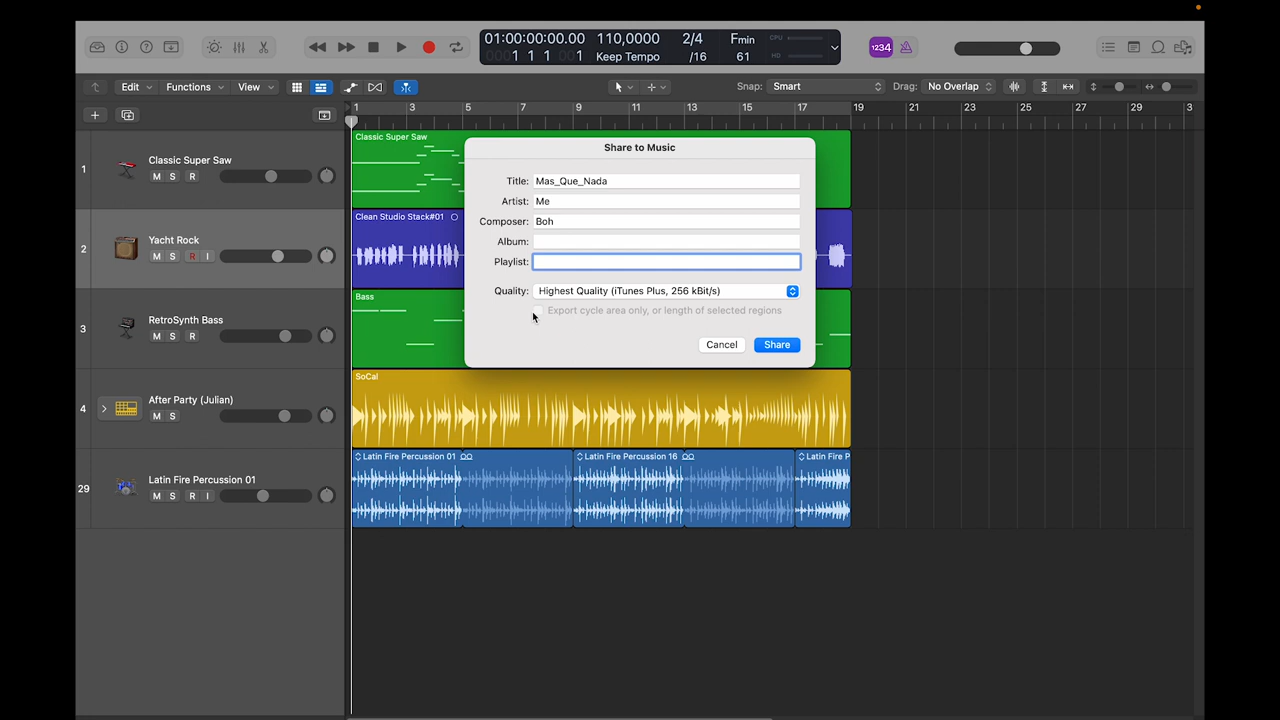 01:00:00:00.00 110,0000 2/4 Fmin CPU
0001 1 1 001 Keep Tempo /16 61 HD
1234
Edit Functions View Snap: Smart Drag: No Overlap
1 3 5 7 9 11 13 15 17 19 21 23 25 27 29 3
1 Classic Super Saw
M S R
Classic Super Saw
2 Yacht Rock
M S R I
Clean Studio Stack#01
3 RetroSynth Bass
M S R
Bass
4 After Party (Julian)
M S
SoCal
29 Latin Fire Percussion 01
M S R I
Latin Fire Percussion 01 Latin Fire Percussion 16 Latin Fire P
Share to Music
Title: Mas_Que_Nada
Artist: Me
Composer: Boh
Album:
Playlist:
Quality: Highest Quality (iTunes Plus, 256 kBit/s)
Export cycle area only, or length of selected regions
Cancel Share